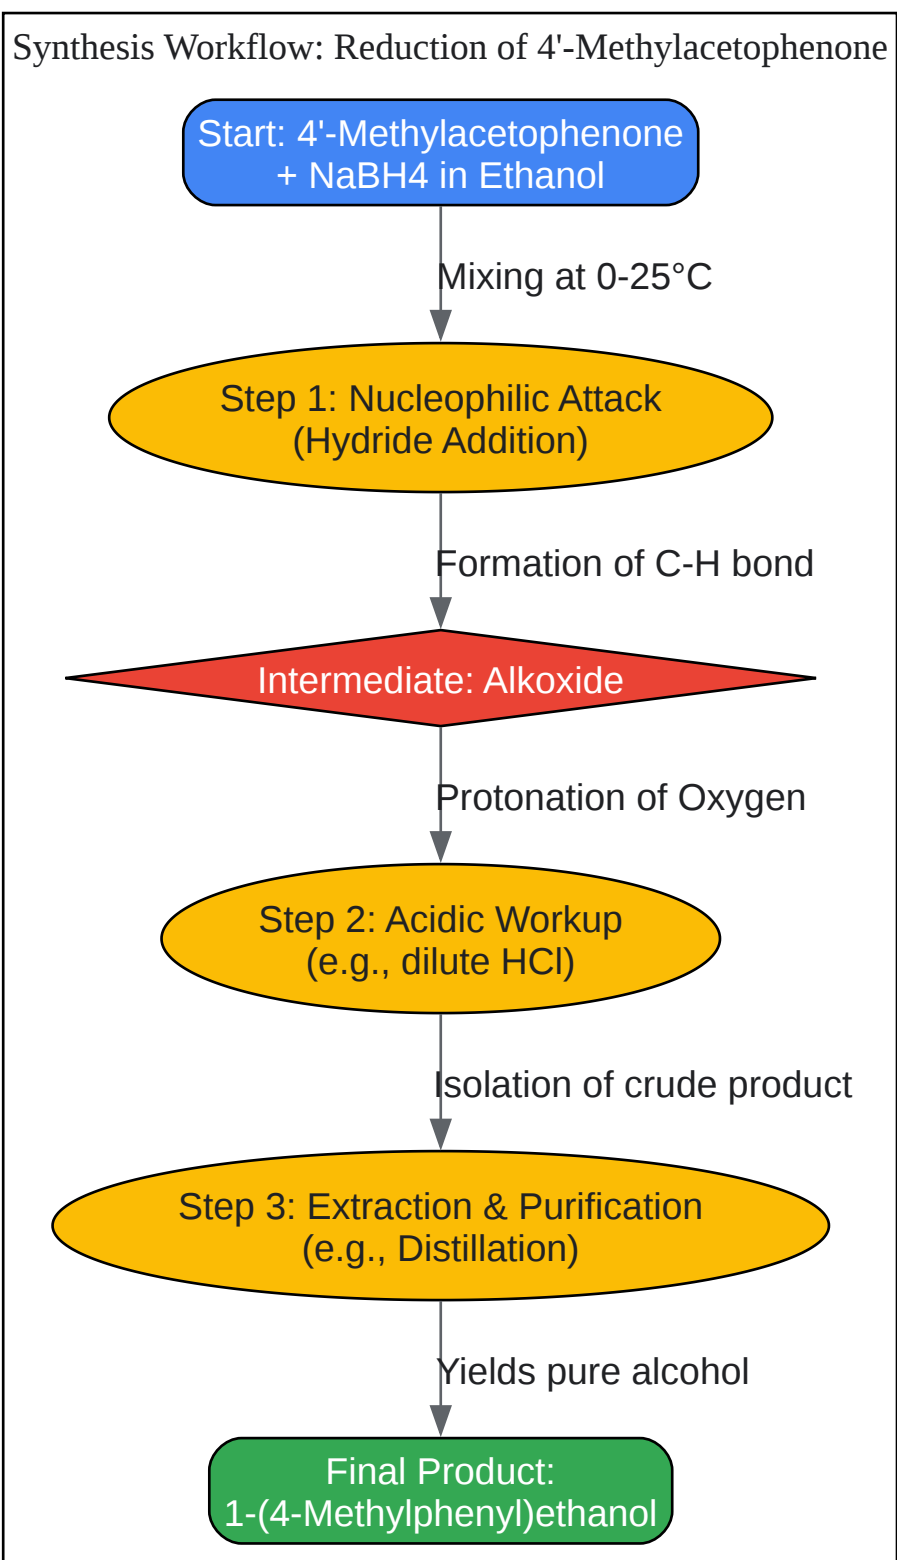 Synthesis Workflow: Reduction of 4'-Methylacetophenone
Start: 4'-Methylacetophenone
+ NaBH4 in Ethanol
Mixing at 0-25°C
Step 1: Nucleophilic Attack
(Hydride Addition)
Formation of C-H bond
Intermediate: Alkoxide
Protonation of Oxygen
Step 2: Acidic Workup
(e.g., dilute HCl)
Isolation of crude product
Step 3: Extraction & Purification
(e.g., Distillation)
Yields pure alcohol
Final Product:
1-(4-Methylphenyl)ethanol